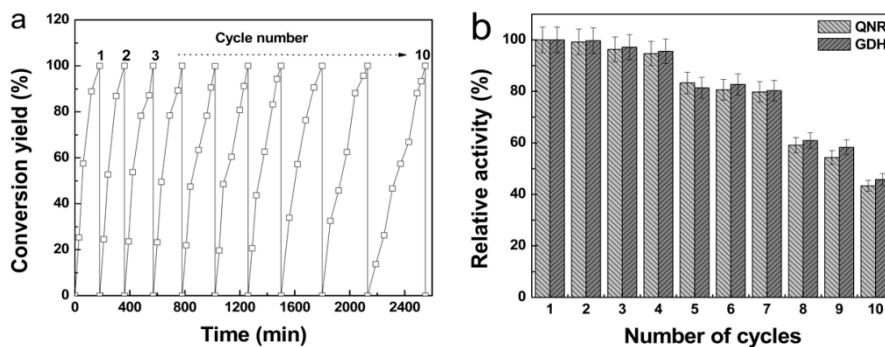 a
Conversion yield (%)
120
100
80
60
40
20
0
1 2 3
Cycle number
10
0 400 800 1200 1600 2000 2400
Time (min)
b
Relative activity (%)
100
80
60
40
20
0
QNR
GDH
1 2 3 4 5 6 7 8 9 10
Number of cycles